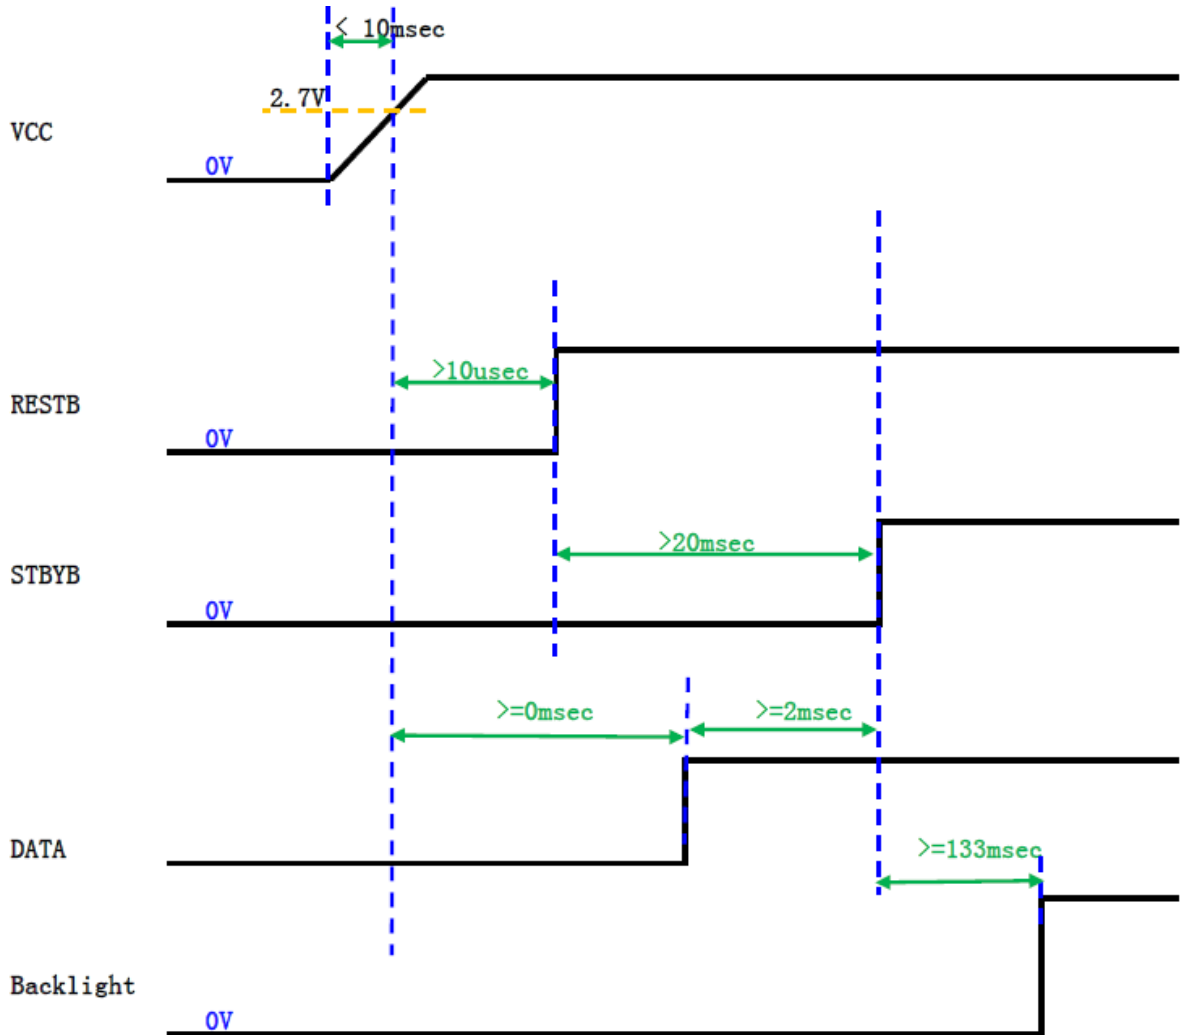 < 10msec
2.7V
VCC
0V
>10usec
RESTB
0V
>20msec
STBYB
0V
>=0msec
>=2msec
DATA
>=133msec
Backlight
0V